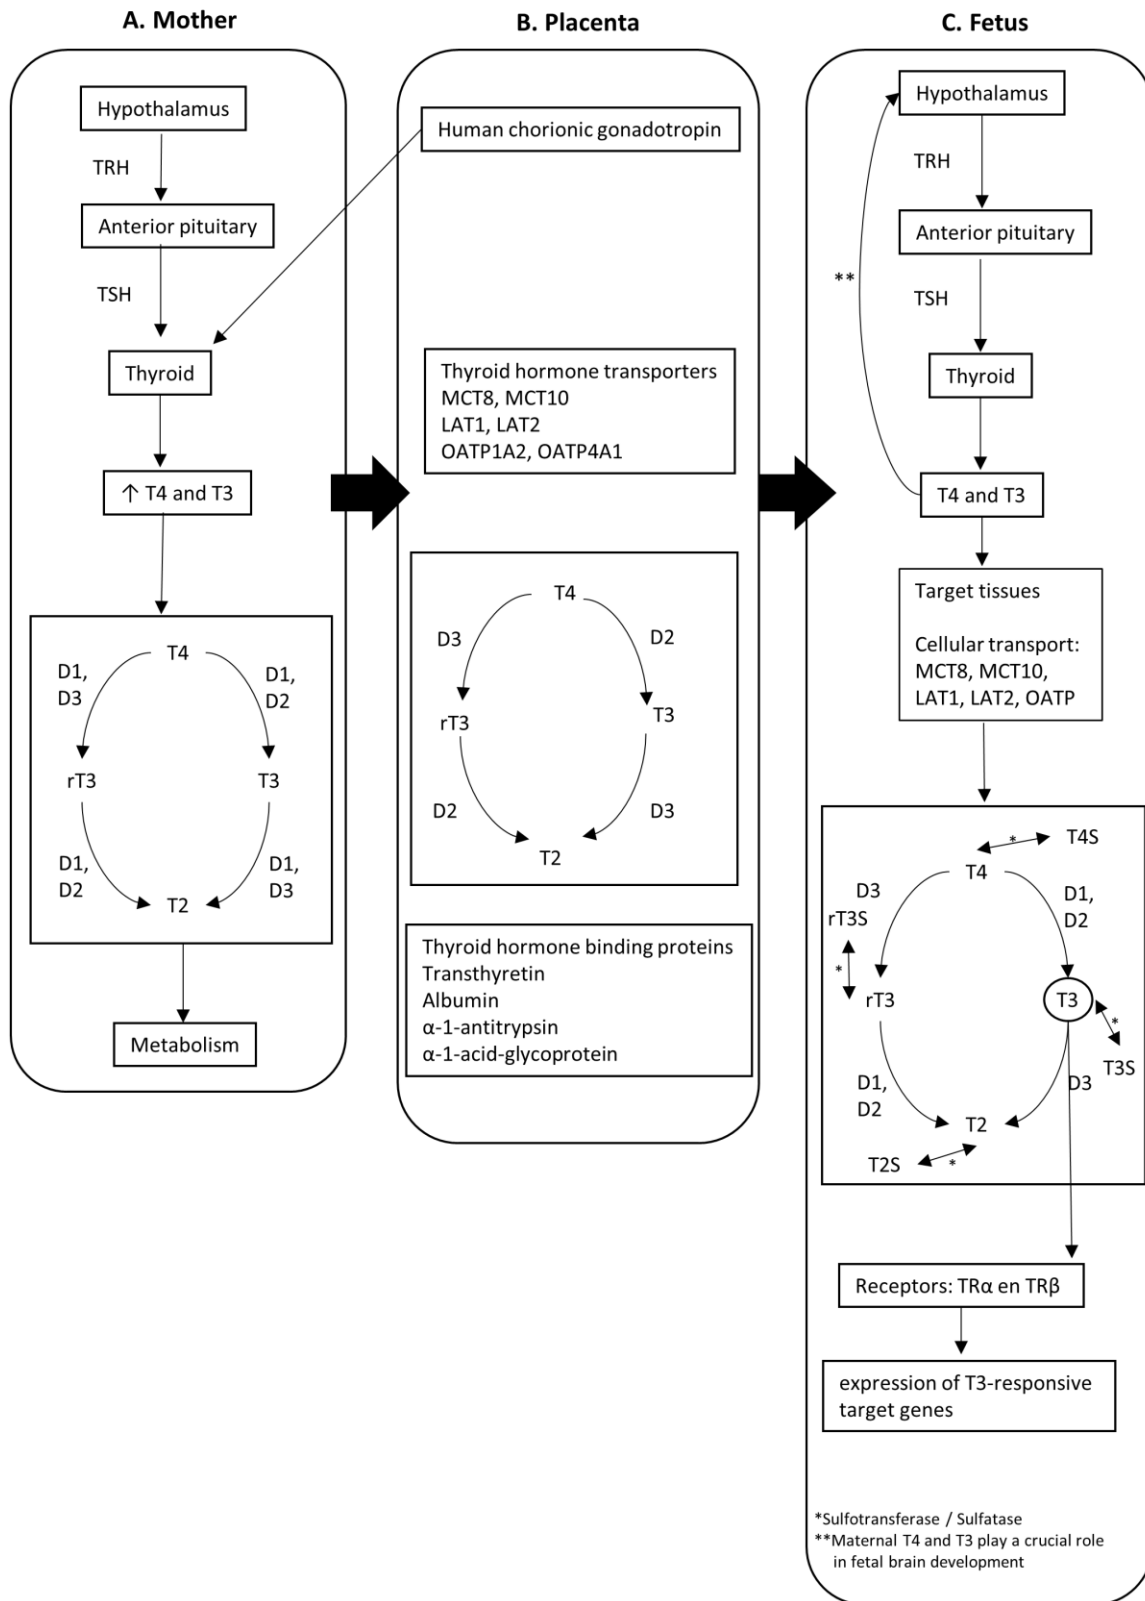 A. Mother
Hypothalamus
TRH
Anterior pituitary
TSH
Thyroid
↑ T4 and T3
T4
D1,
D3
D1,
D2
rT3
T3
D1,
D2
D1,
D3
T2
Metabolism
B. Placenta
Human chorionic gonadotropin
Thyroid hormone transporters
MCT8, MCT10
LAT1, LAT2
OATP1A2, OATP4A1
T4
D3
D2
rT3
T3
D2
D3
T2
Thyroid hormone binding proteins
Transthyretin
Albumin
α-1-antitrypsin
α-1-acid-glycoprotein
C. Fetus
Hypothalamus
TRH
Anterior pituitary
**
TSH
Thyroid
T4 and T3
Target tissues
Cellular transport:
MCT8, MCT10,
LAT1, LAT2, OATP
T4S
*
T4
D3
D1,
D2
rT3S
*
rT3
T3
*
T3S
D1,
D2
D3
T2
T2S
*
Receptors: TRα en TRβ
expression of T3-responsive
target genes
*Sulfotransferase / Sulfatase
**Maternal T4 and T3 play a crucial role
in fetal brain development